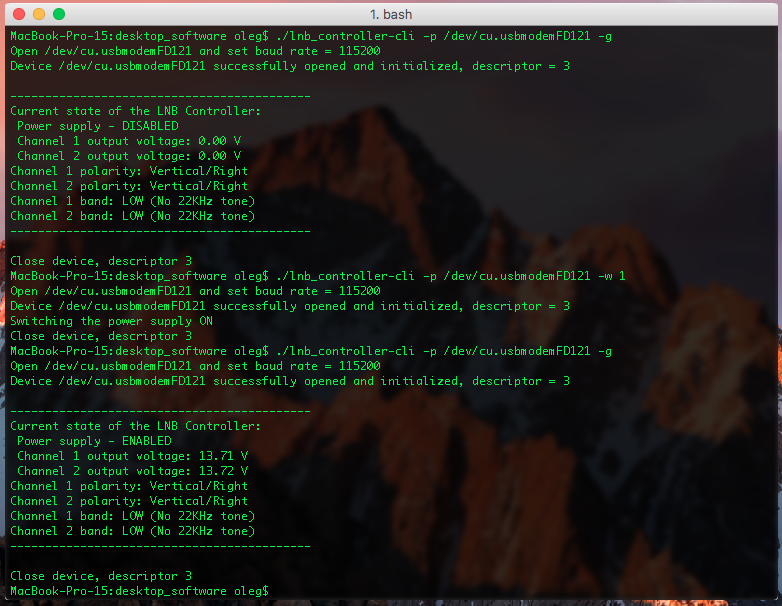 1. bash
MacBook-Pro-15:desktop_software oleg$ ./lnb_controller-cli -p /dev/cu.usbmodemFD121 -g
Open /dev/cu.usbmodemFD121 and set baud rate = 115200
Device /dev/cu.usbmodemFD121 successfully opened and initialized, descriptor = 3
-------------------------------------------
Current state of the LNB Controller:
 Power supply - DISABLED
 Channel 1 output voltage: 0.00 V
 Channel 2 output voltage: 0.00 V
Channel 1 polarity: Vertical/Right
Channel 2 polarity: Vertical/Right
Channel 1 band: LOW (No 22KHz tone)
Channel 2 band: LOW (No 22KHz tone)
-------------------------------------------
Close device, descriptor 3
MacBook-Pro-15:desktop_software oleg$ ./lnb_controller-cli -p /dev/cu.usbmodemFD121 -w 1
Open /dev/cu.usbmodemFD121 and set baud rate = 115200
Device /dev/cu.usbmodemFD121 successfully opened and initialized, descriptor = 3
Switching the power supply ON
Close device, descriptor 3
MacBook-Pro-15:desktop_software oleg$ ./lnb_controller-cli -p /dev/cu.usbmodemFD121 -g
Open /dev/cu.usbmodemFD121 and set baud rate = 115200
Device /dev/cu.usbmodemFD121 successfully opened and initialized, descriptor = 3
-------------------------------------------
Current state of the LNB Controller:
 Power supply - ENABLED
 Channel 1 output voltage: 13.71 V
 Channel 2 output voltage: 13.72 V
Channel 1 polarity: Vertical/Right
Channel 2 polarity: Vertical/Right
Channel 1 band: LOW (No 22KHz tone)
Channel 2 band: LOW (No 22KHz tone)
-------------------------------------------
Close device, descriptor 3
MacBook-Pro-15:desktop_software oleg$